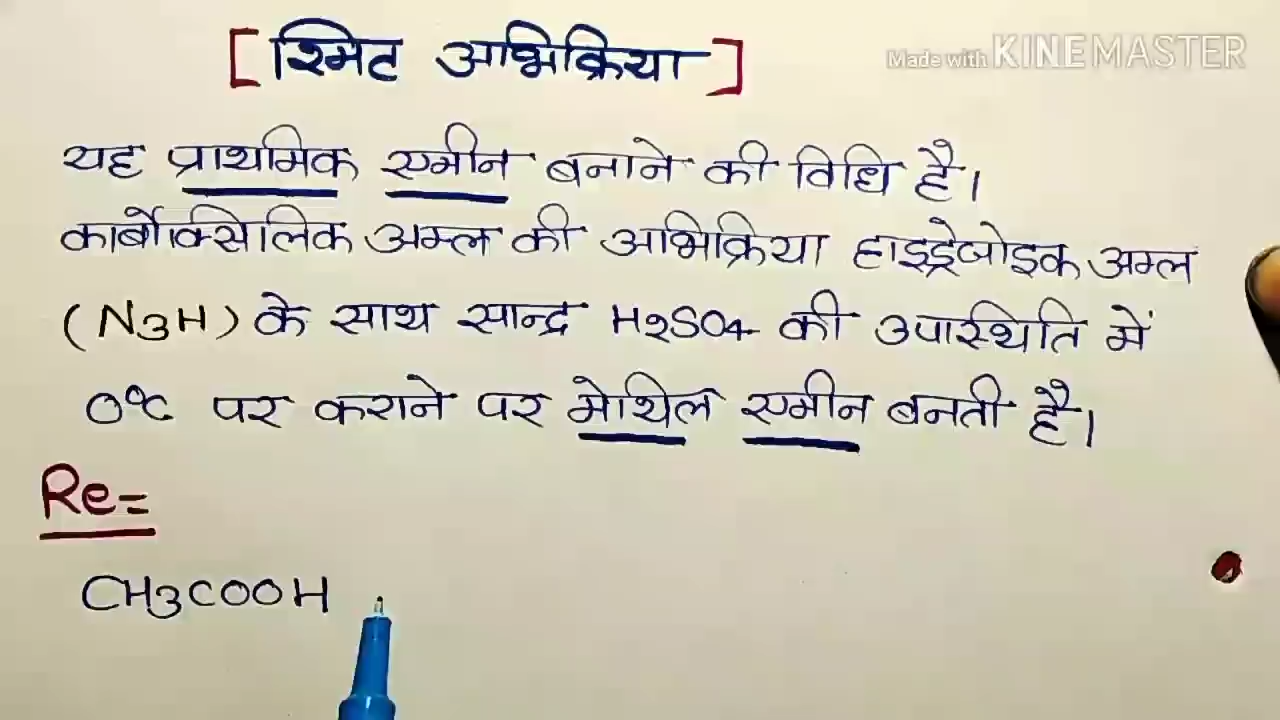 [श्मिट अभिक्रिया]
Made with KINEMASTER
यह प्राथमिक एमीन बनाने की विधि है।
कार्बोक्सिलिक अम्ल की अभिक्रिया हाइड्रेजोइक अम्ल
(N3H) के साथ सान्द्र H2SO4 की उपस्थिति में
0°C पर कराने पर मेथिल एमीन बनती है।
Re=
CH3COOH